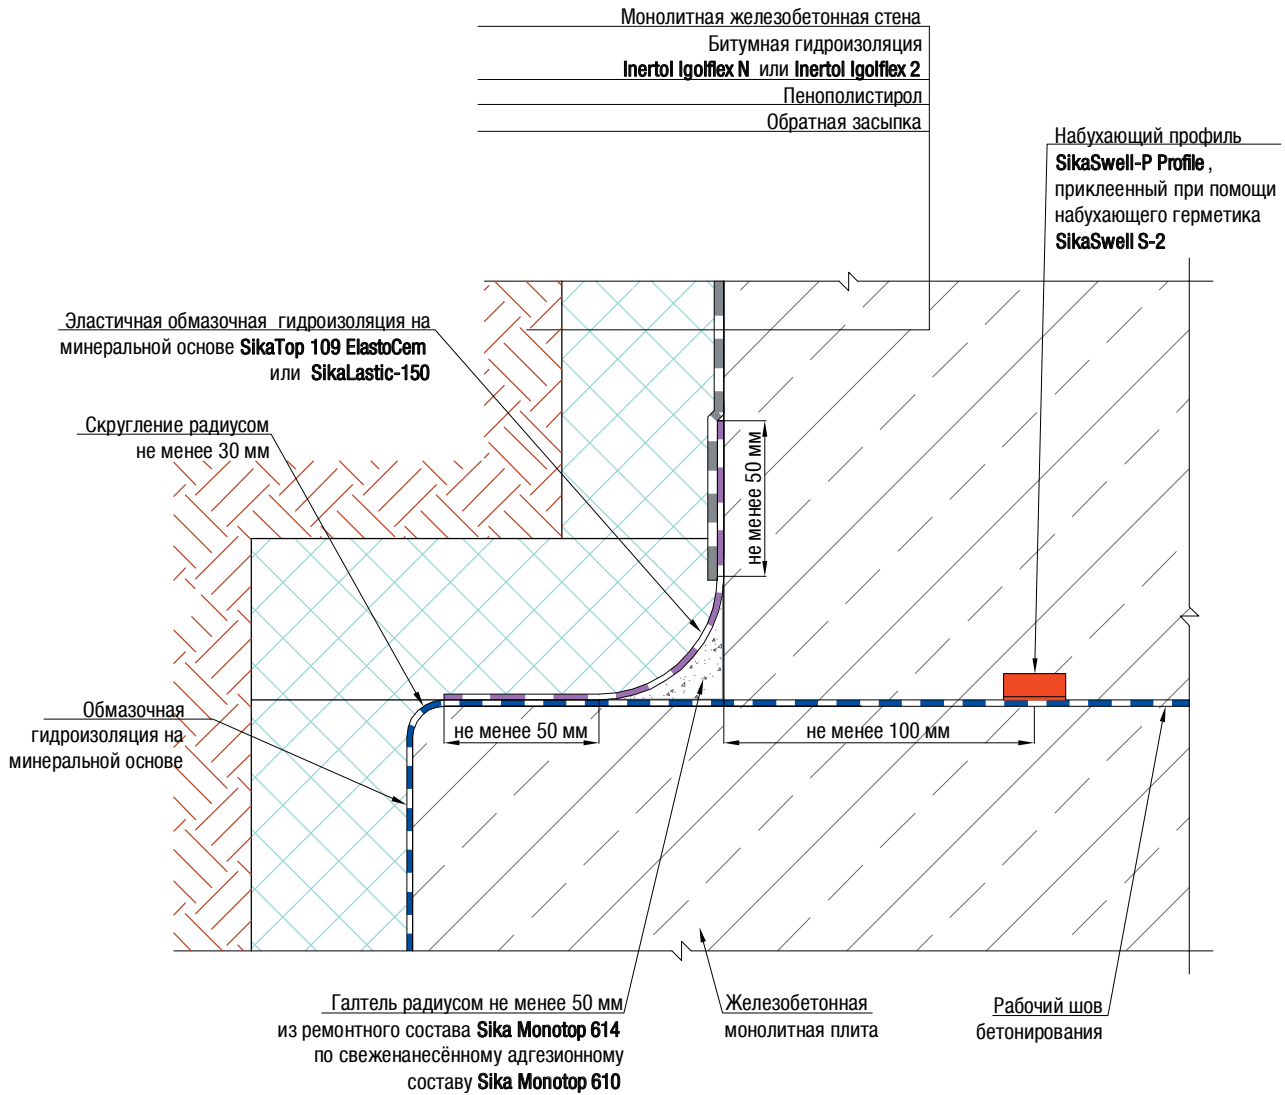 Монолитная железобетонная стена
Битумная гидроизоляция
Inertol Igolflex N или Inertol Igolflex 2
Пенополистирол
Обратная засыпка
Набухающий профиль
SikaSwell-P Profile ,
приклеенный при помощи
набухающего герметика
SikaSwell S-2
Эластичная обмазочная гидроизоляция на
минеральной основе SikaTop 109 ElastoCem
или SikaLastic-150
Скругление радиусом
не менее 30 мм
не менее 50 мм
Обмазочная
гидроизоляция на
минеральной основе
не менее 50 мм
не менее 100 мм
Галтель радиусом не менее 50 мм
из ремонтного состава Sika Monotop 614
по свеженанесённому адгезионному
составу Sika Monotop 610
Железобетонная
монолитная плита
Рабочий шов
бетонирования